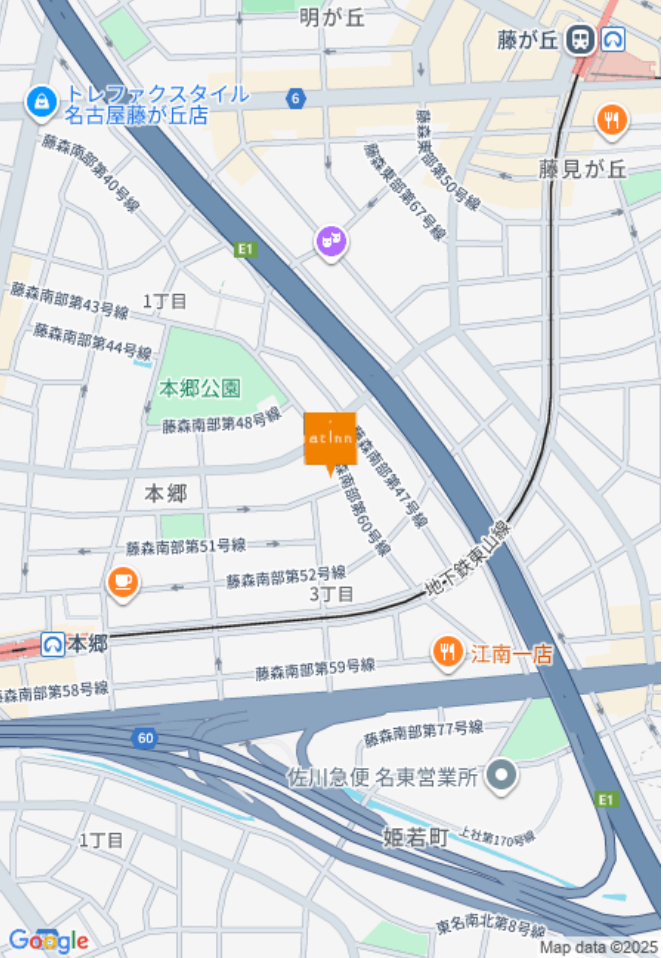 明が丘
藤が丘
トレファクスタイル
名古屋藤が丘店
6
藤森南部第40号線
藤森東部第50号線
藤森東部第67号線
藤見が丘
E1
1丁目
藤森南部第43号線
藤森南部第44号線
本郷公園
藤森南部第48号線
at inn
藤森南部第47号線
森南部第60号線
本郷
藤森南部第51号線
藤森南部第52号線
3丁目
地下鉄東山線
本郷
江南一店
藤森南部第59号線
森南部第58号線
60
藤森南部第77号線
佐川急便 名東営業所
E1
姫若町
上社第170号線
1丁目
東名南北第8号線
Google
Map data ©2025